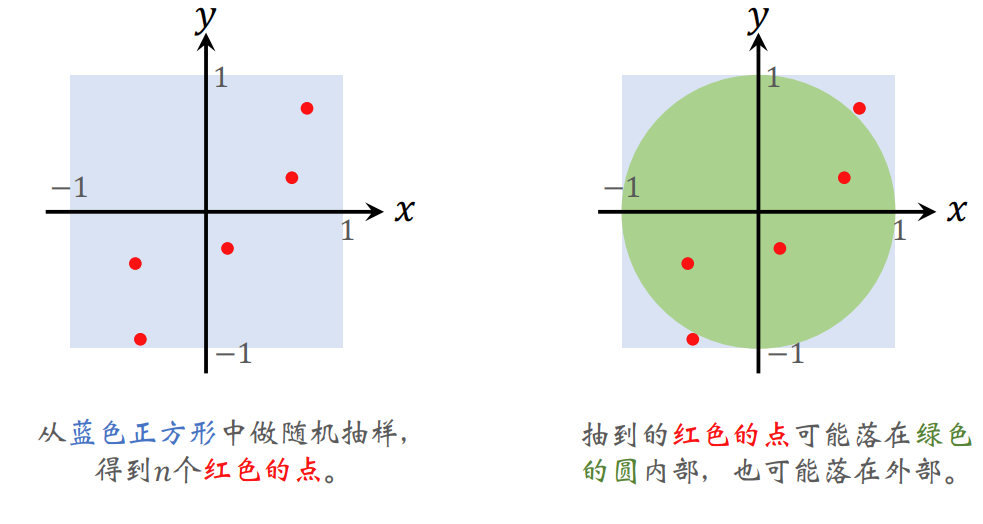 y
1
−1
x
1
−1
从蓝色正方形中做随机抽样，
得到n个红色的点。
y
1
−1
x
1
−1
抽到的红色的点可能落在绿色
的圆内部，也可能落在外部。